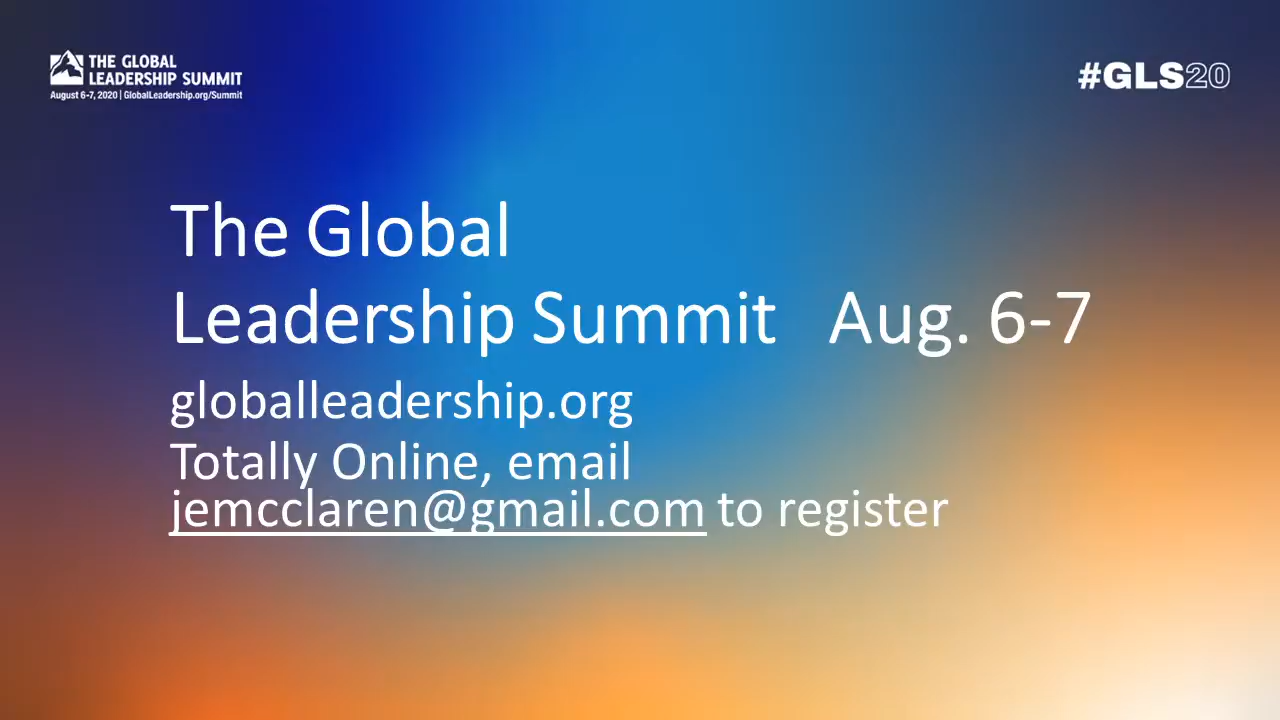 THE GLOBAL
LEADERSHIP SUMMIT
August 6-7, 2020 | GlobalLeadership.org/Summit
#GLS20
The Global
Leadership Summit Aug. 6-7
globalleadership.org
Totally Online, email
jemcclaren@gmail.com to register